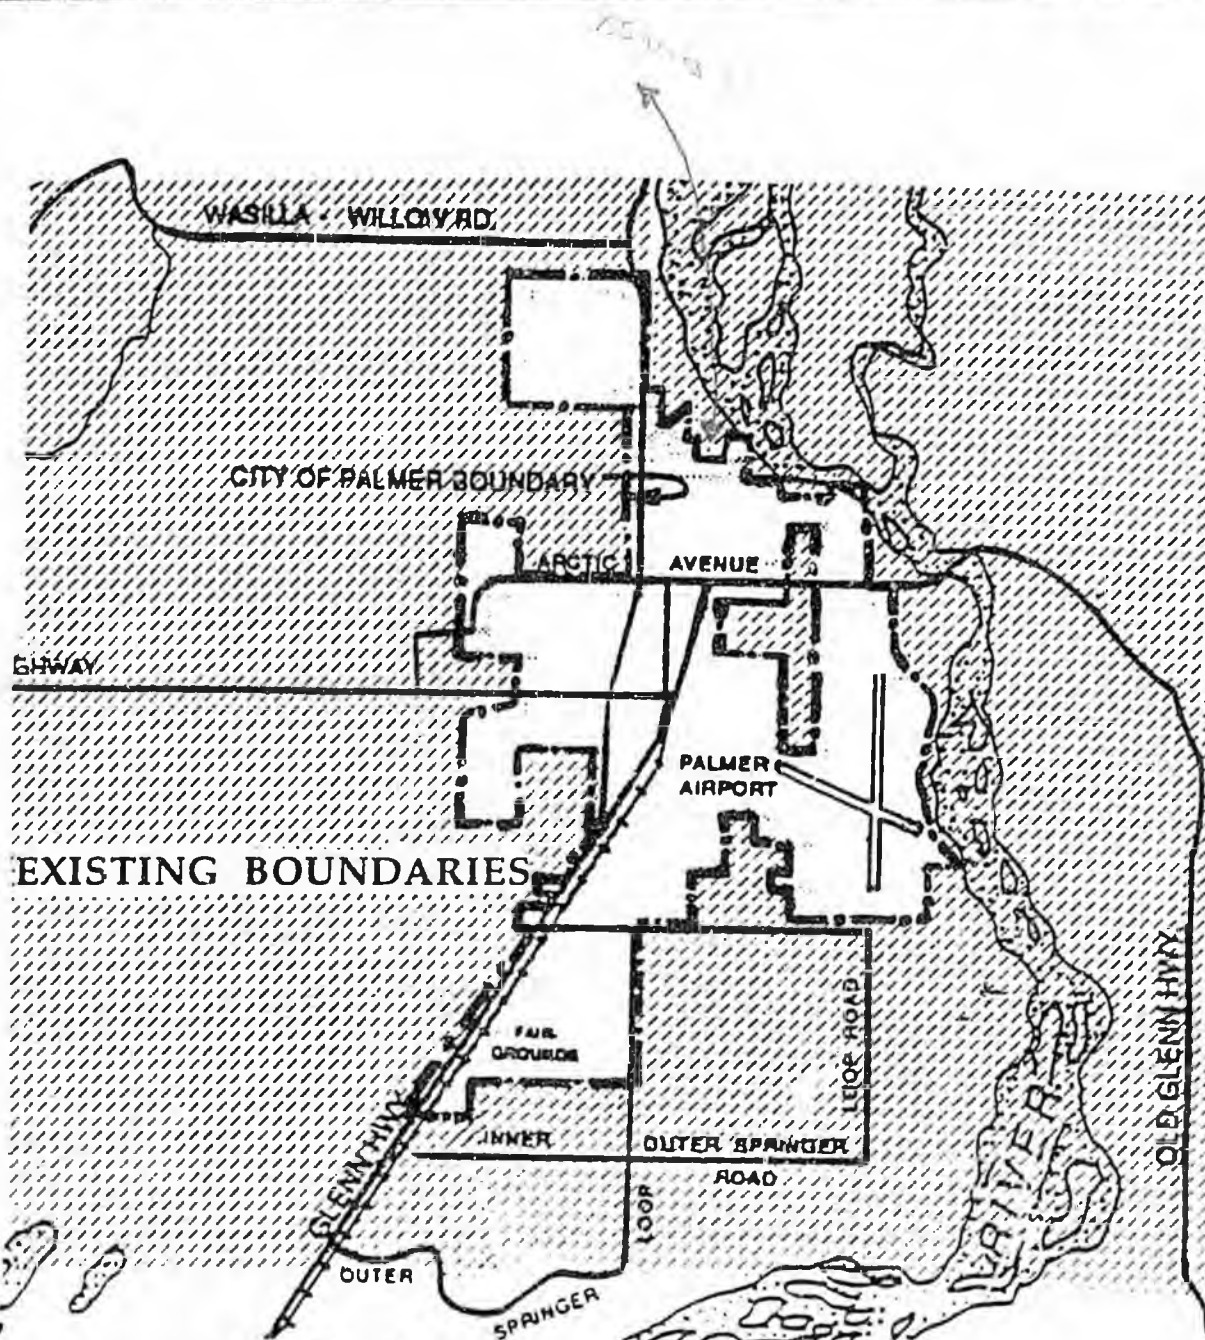 WASILLA - WILLOW RD.
CITY OF PALMER BOUNDARY
ARCTIC AVENUE
GHWAY
PALMER
AIRPORT
EXISTING BOUNDARIES
FAIR
GROUNDS
LOOP ROAD
OLD GLENN HWY
RIVER
GLENN HWY
INNER
OUTER SPRINGER
ROAD
LOOP
OUTER
SPRINGER